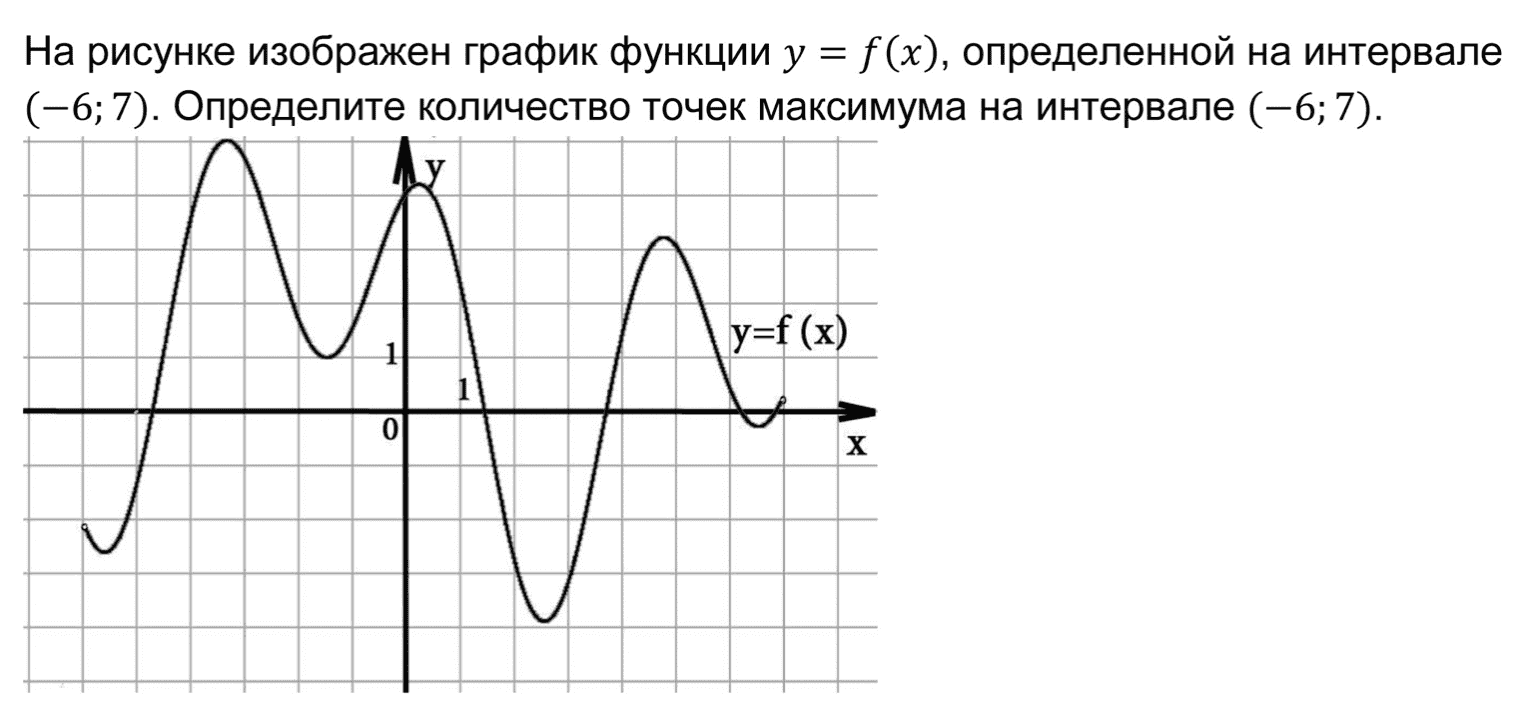 На рисунке изображен график функции y = f(x), определенной на интервале
(−6; 7). Определите количество точек максимума на интервале (−6; 7).
y
y=f (x)
1
1
0
x